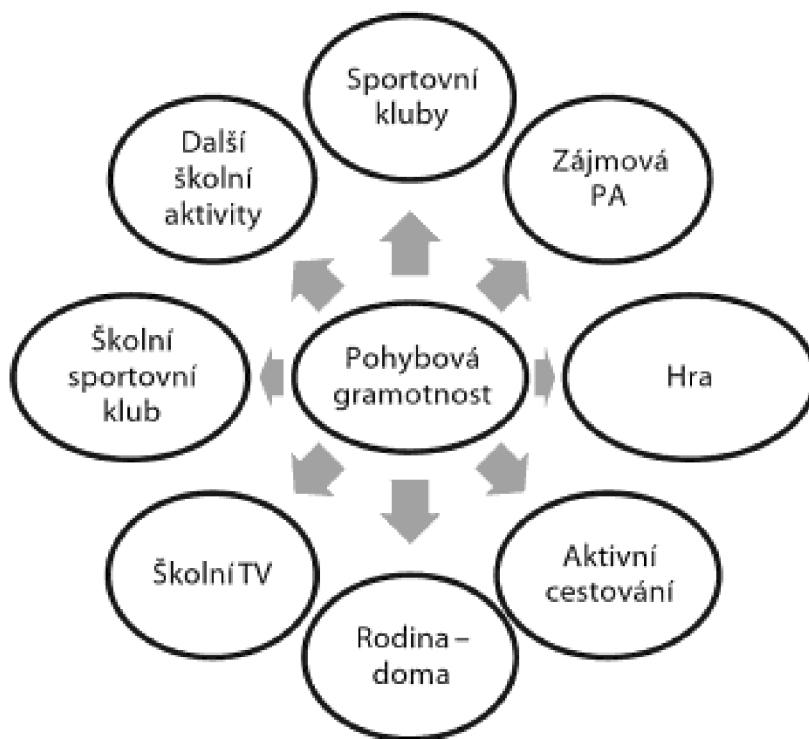 Sportovní
kluby
Další
školní
aktivity
Zájmová
PA
Školní
sportovní
klub
Pohybová
gramotnost
Hra
Školní TV
Aktivní
cestování
Rodina –
doma